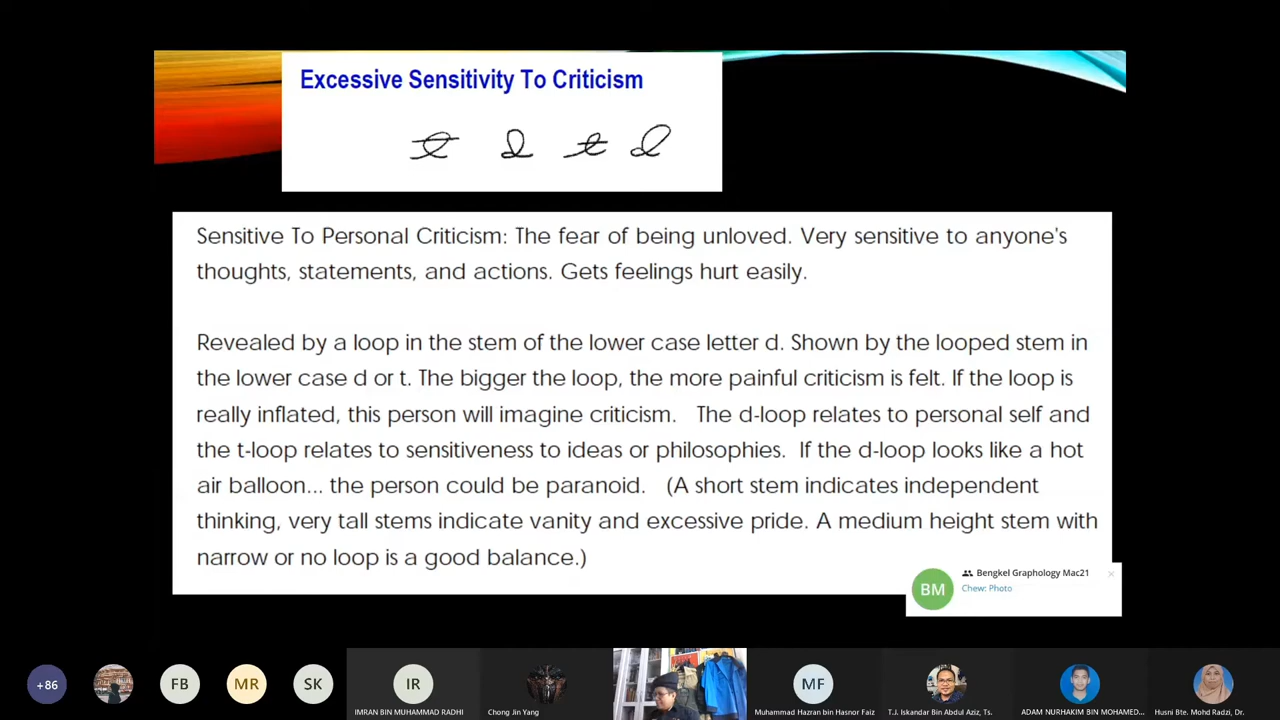 Excessive Sensitivity To Criticism
t d t d
Sensitive To Personal Criticism: The fear of being unloved. Very sensitive to anyone's
thoughts, statements, and actions. Gets feelings hurt easily.
Revealed by a loop in the stem of the lower case letter d. Shown by the looped stem in
the lower case d or t. The bigger the loop, the more painful criticism is felt. If the loop is
really inflated, this person will imagine criticism. The d-loop relates to personal self and
the t-loop relates to sensitiveness to ideas or philosophies. If the d-loop looks like a hot
air balloon... the person could be paranoid. (A short stem indicates independent
thinking, very tall stems indicate vanity and excessive pride. A medium height stem with
narrow or no loop is a good balance.)
BM
Bengkel Graphology Mac21
Chew: Photo
+86
FB
MR
SK
IR
IMRAN BIN MUHAMMAD RADHI
Chong Jin Yang
MF
Muhammad Hazran bin Hasnor Faiz
T.J. Iskandar Bin Abdul Aziz, Ts.
ADAM NURHAKIM BIN MOHAMED...
Husni Bte. Mohd Radzi, Dr.